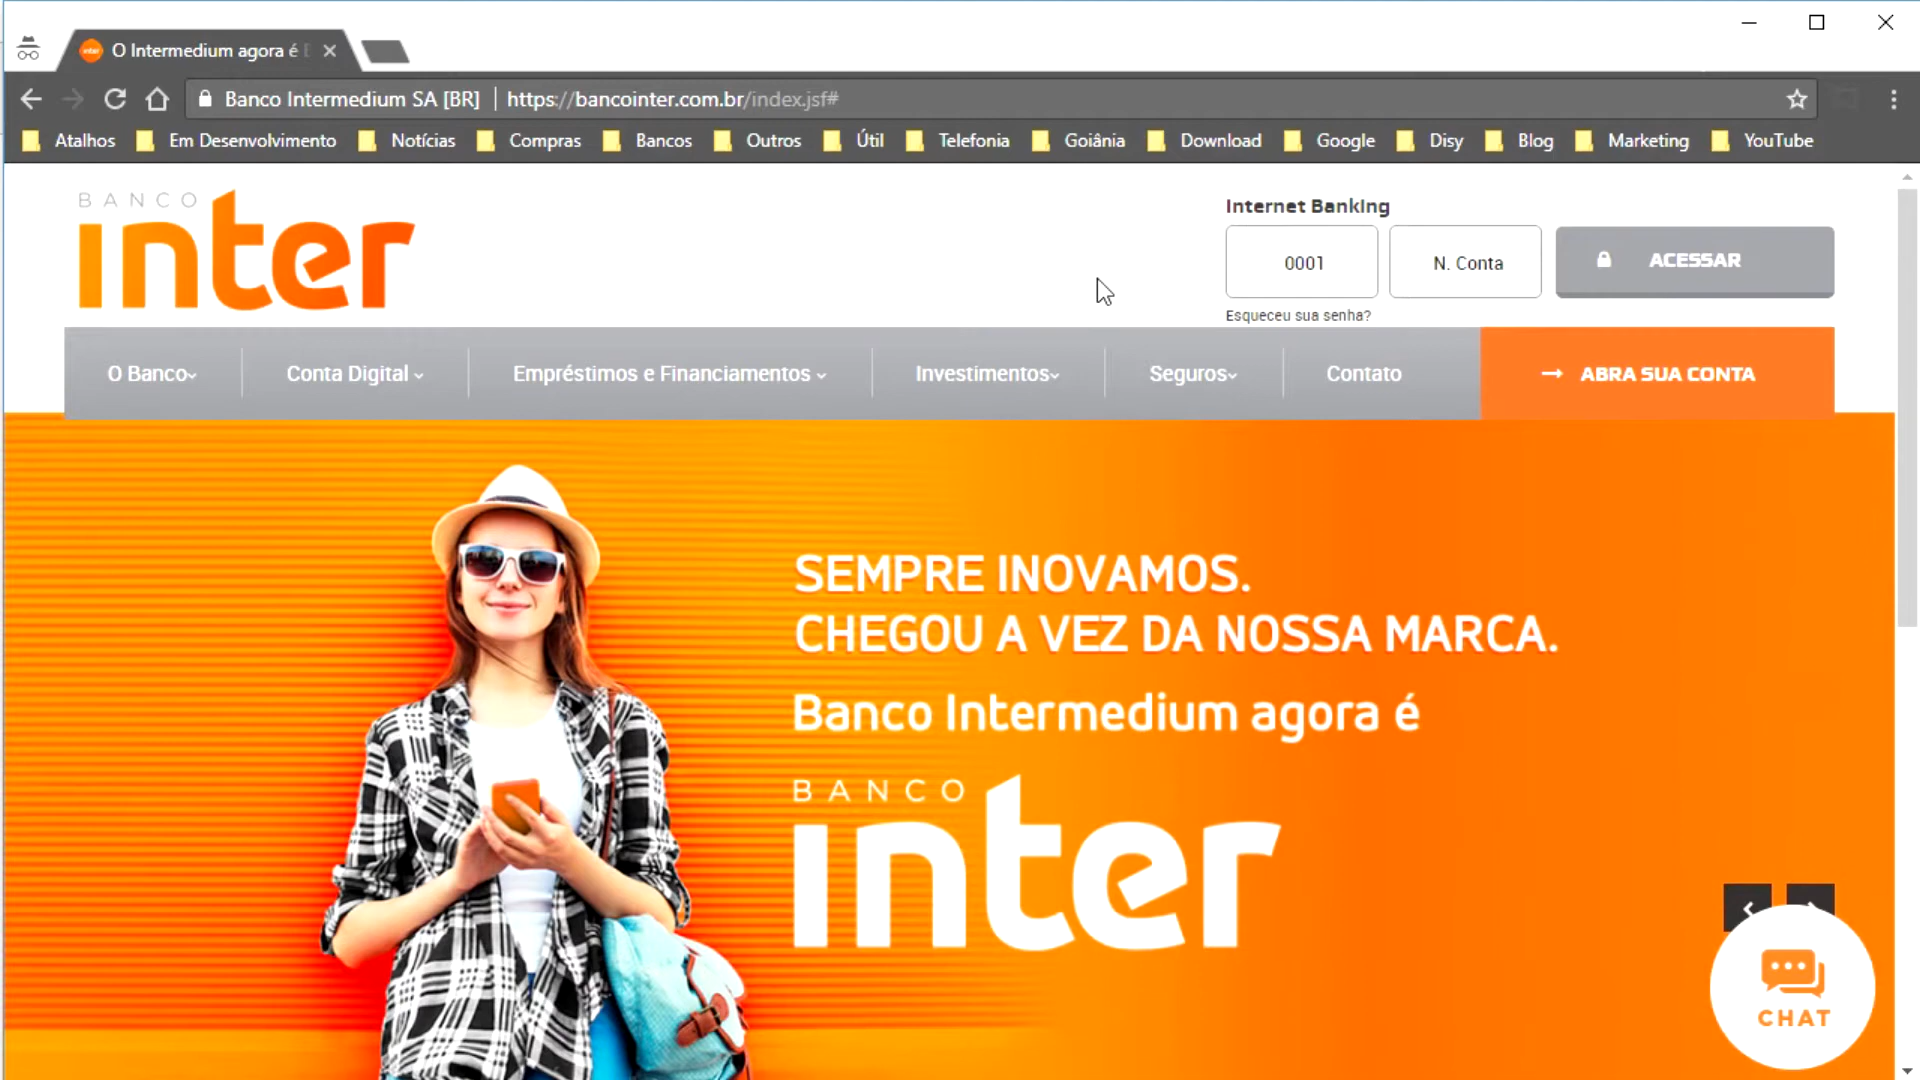 O Intermedium agora é
Banco Intermedium SA [BR] | https://bancointer.com.br/index.jsf#
Atalhos Em Desenvolvimento Notícias Compras Bancos Outros Útil Telefonia Goiânia Download Google Disy Blog Marketing YouTube
BANCO
inter
Internet Banking
0001 N. Conta ACESSAR
Esqueceu sua senha?
O Banco Conta Digital Empréstimos e Financiamentos Investimentos Seguros Contato → ABRA SUA CONTA
SEMPRE INOVAMOS.
CHEGOU A VEZ DA NOSSA MARCA.
Banco Intermedium agora é
BANCO
inter
CHAT